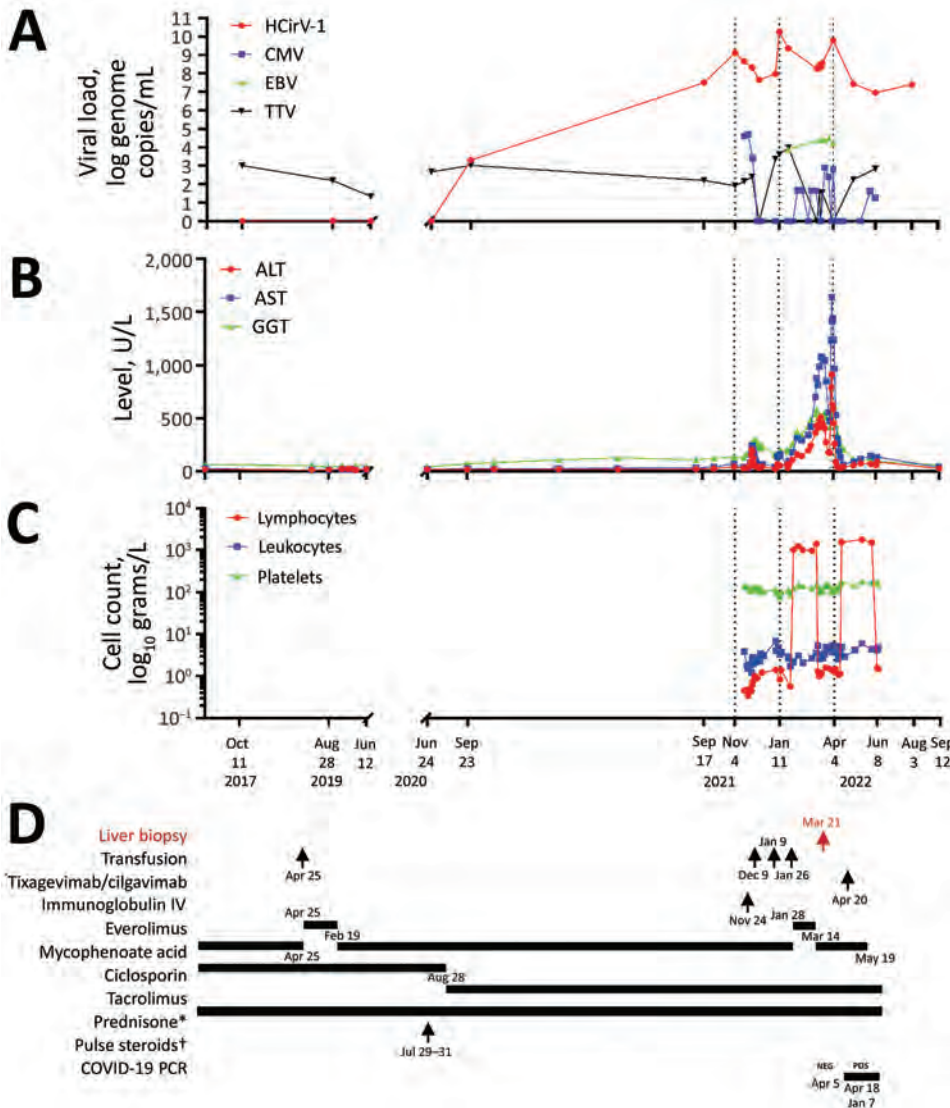 A
Viral load,
log genome
copies/mL
11
10
9
8
7
6
5
4
3
2
1
0
HCirV-1
CMV
EBV
TTV
B
Level, U/L
2,000
1,500
1,000
500
0
ALT
AST
GGT
C
Cell count,
log10 grams/L
10^4
10^3
10^2
10^1
10^0
10^−1
Lymphocytes
Leukocytes
Platelets
Oct Aug Jun Jun Sep Sep Nov Jan Apr Jun Aug Sep
11 28 12 24 23 17 4 11 4 8 3 12
2017 2019 2020 2021 2022
D
Liver biopsy Mar 21
Transfusion Apr 25 Dec 9 Jan 9 Jan 26
Tixagevimab/cilgavimab Apr 20
Immunoglobulin IV Nov 24
Everolimus Apr 25 Feb 19 Jan 28 Mar 14
Mycophenoate acid Apr 25 May 19
Ciclosporin Aug 28
Tacrolimus
Prednisone*
Pulse steroids† Jul 29–31
COVID-19 PCR NEG POS
Apr 5 Apr 18
Jan 7